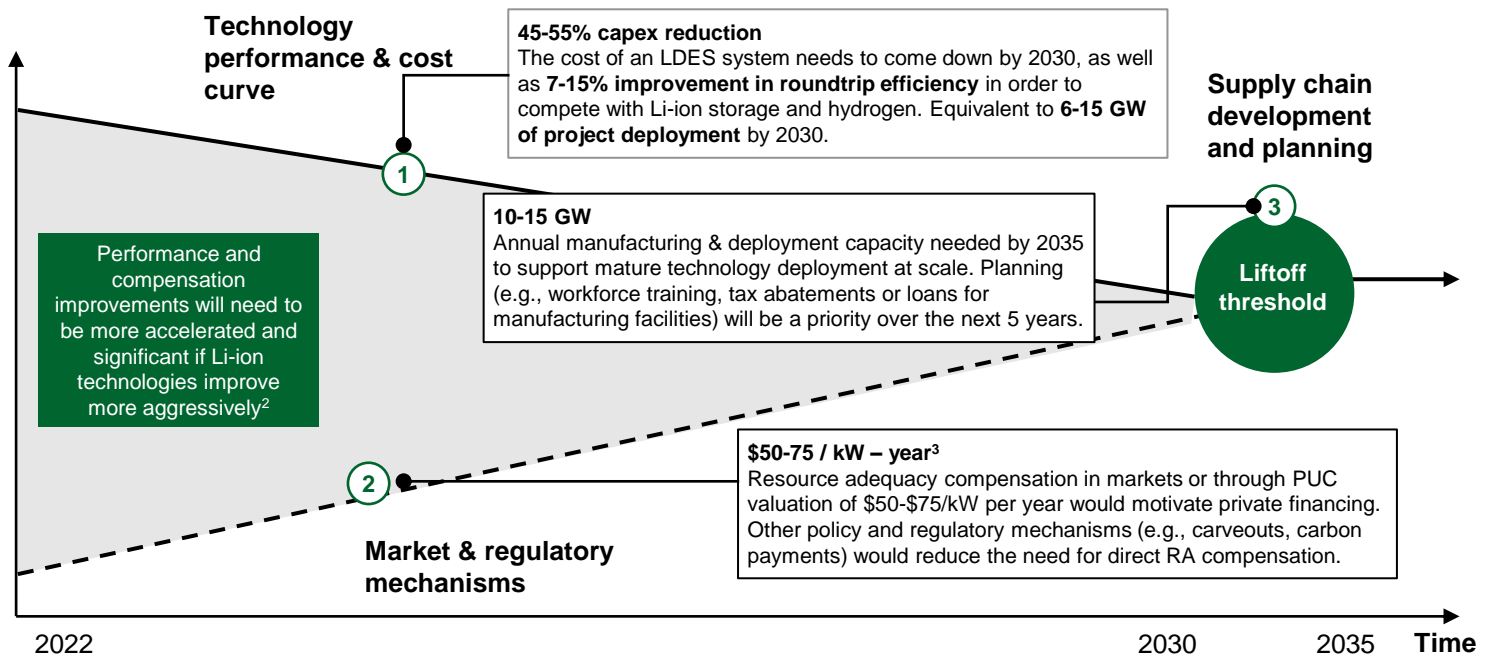 Technology
performance & cost
curve
45-55% capex reduction
The cost of an LDES system needs to come down by 2030, as well
as 7-15% improvement in roundtrip efficiency in order to
compete with Li-ion storage and hydrogen. Equivalent to 6-15 GW
of project deployment by 2030.
Supply chain
development
and planning
1
10-15 GW
Annual manufacturing & deployment capacity needed by 2035
to support mature technology deployment at scale. Planning
(e.g., workforce training, tax abatements or loans for
manufacturing facilities) will be a priority over the next 5 years.
3
Liftoff
threshold
Performance and
compensation
improvements will need to
be more accelerated and
significant if Li-ion
technologies improve
more aggressively²
2
$50-75 / kW – year³
Resource adequacy compensation in markets or through PUC
valuation of $50-$75/kW per year would motivate private financing.
Other policy and regulatory mechanisms (e.g., carveouts, carbon
payments) would reduce the need for direct RA compensation.
Market & regulatory
mechanisms
2022
2030
2035
Time